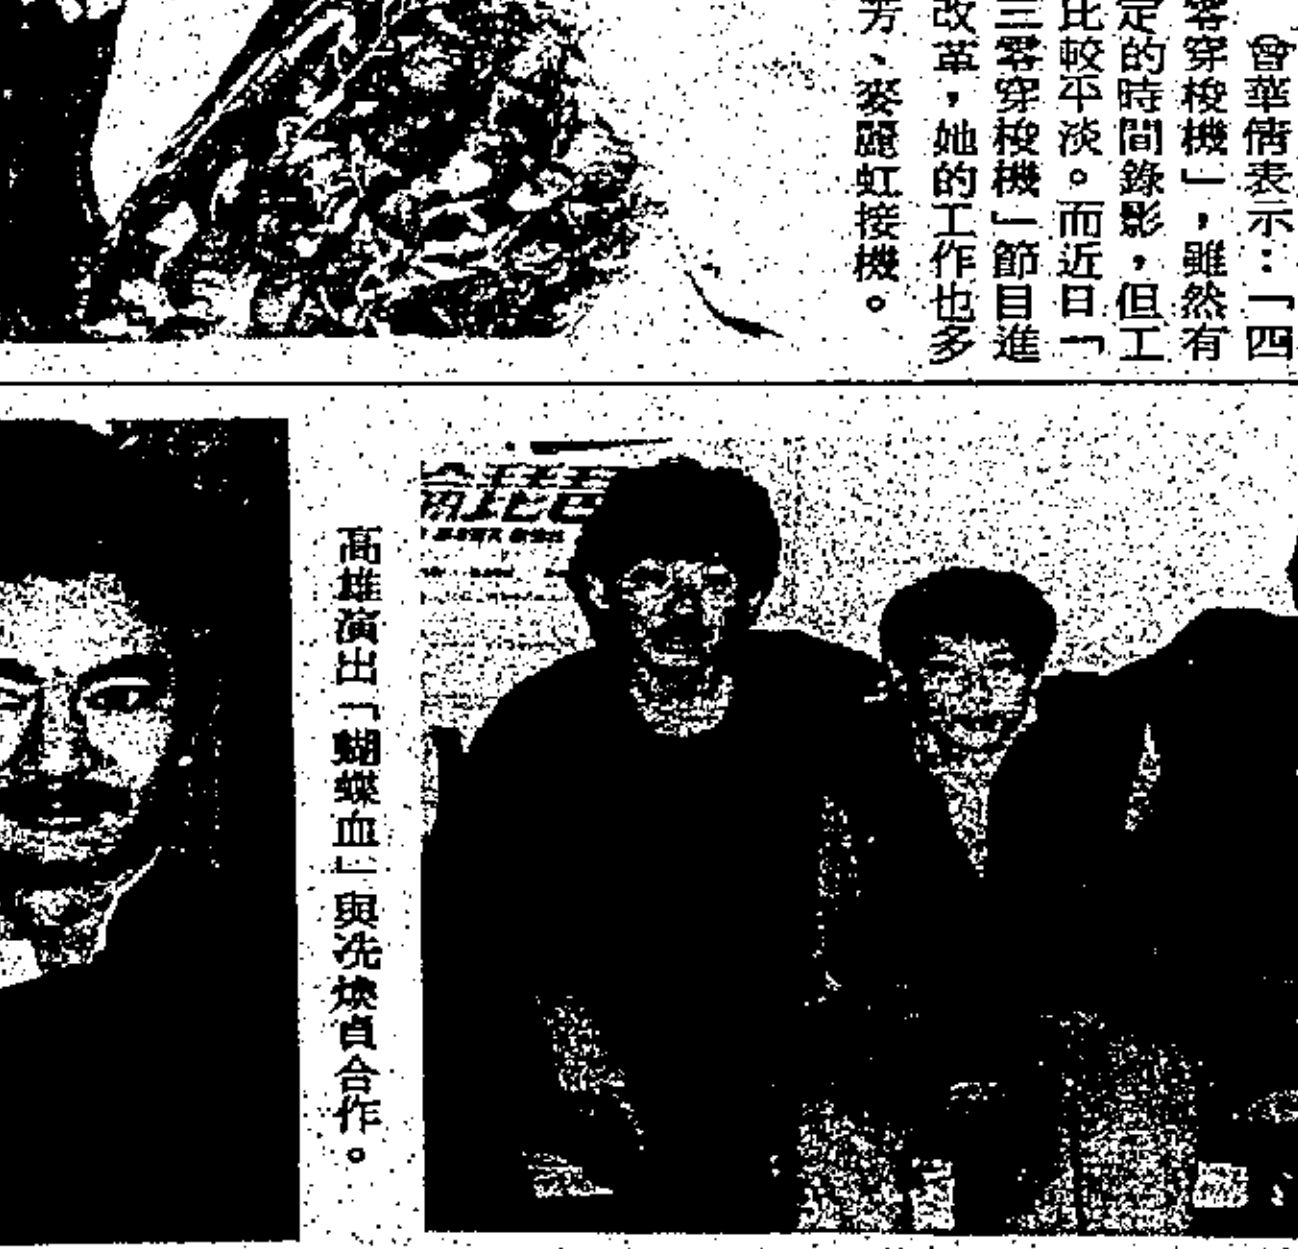 曾華倩表示：「四
零穿梭機」，雖然有
定的時間錄影，但工
比較平淡。而近日「
三零穿梭機」節目進
改革，她的工作也多
芳、麥麗虹接機。
高雄演出「蝴蝶血」與冼煥貞合作。
琵琶